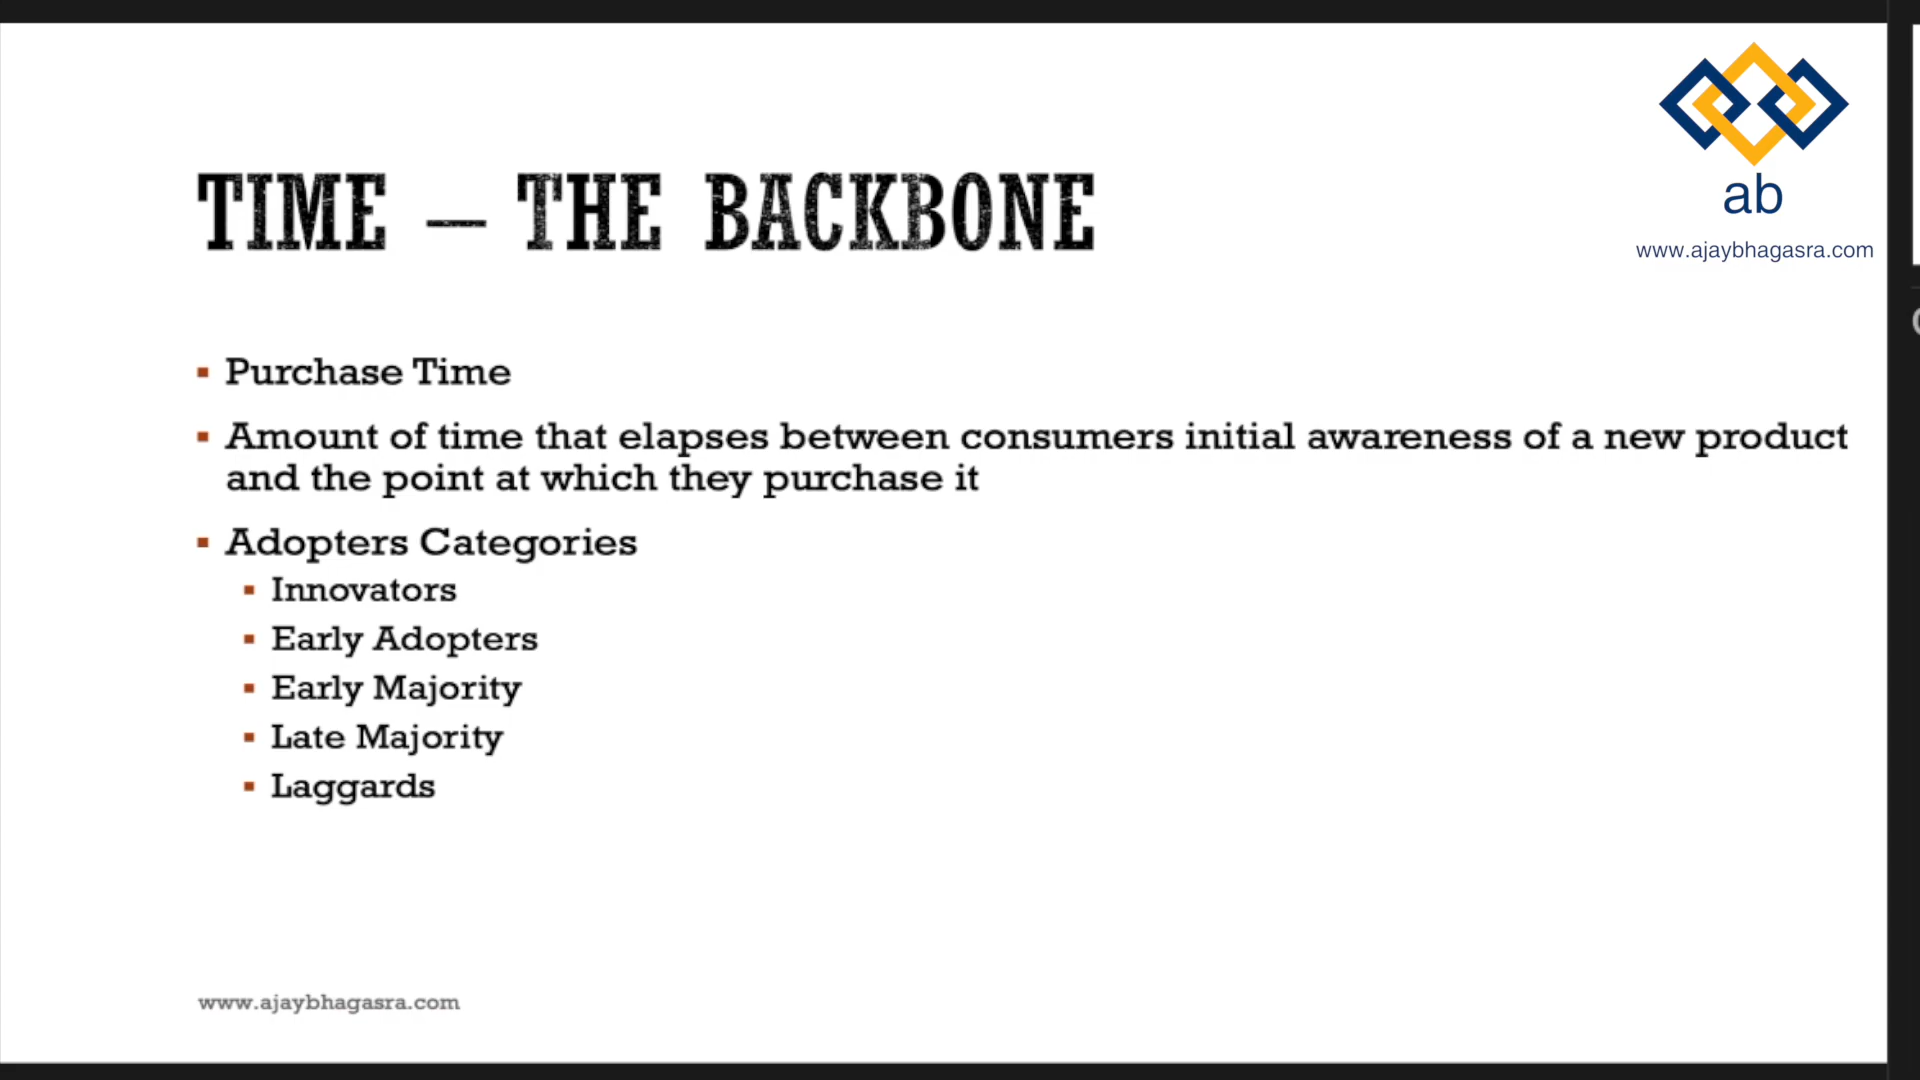 TIME – THE BACKBONE
ab
www.ajaybhagasra.com
Purchase Time
Amount of time that elapses between consumers initial awareness of a new product
and the point at which they purchase it
Adopters Categories
Innovators
Early Adopters
Early Majority
Late Majority
Laggards
www.ajaybhagasra.com